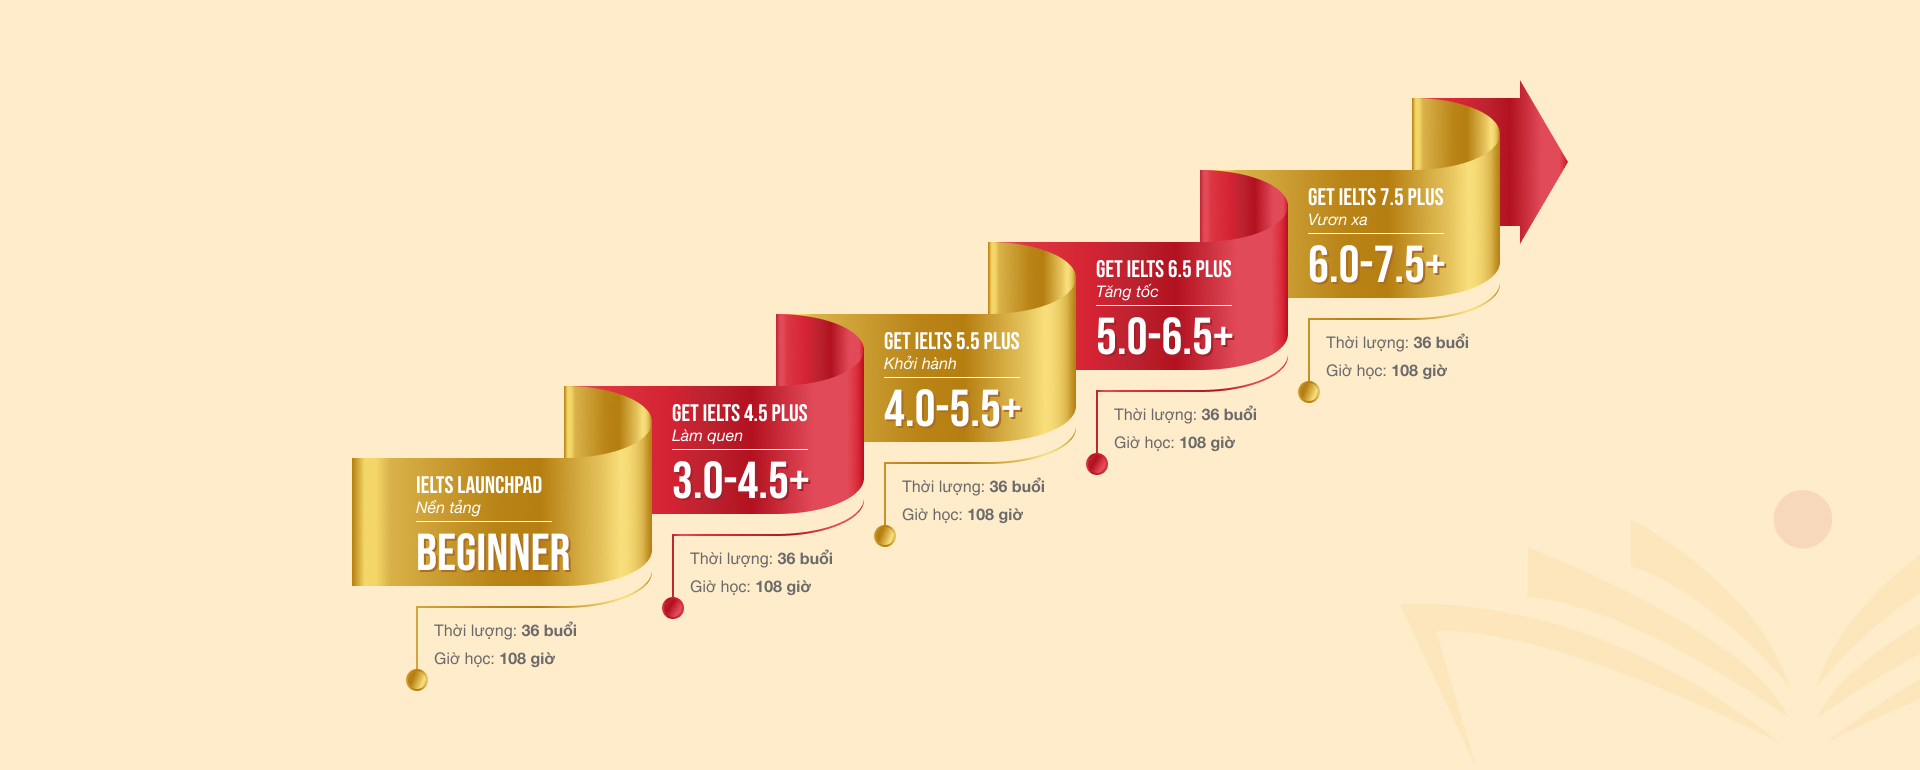 IELTS LAUNCHPAD
Nền tảng
BEGINNER
Thời lượng: 36 buổi
Giờ học: 108 giờ
GET IELTS 4.5 PLUS
Làm quen
3.0-4.5+
Thời lượng: 36 buổi
Giờ học: 108 giờ
GET IELTS 5.5 PLUS
Khởi hành
4.0-5.5+
Thời lượng: 36 buổi
Giờ học: 108 giờ
GET IELTS 6.5 PLUS
Tăng tốc
5.0-6.5+
Thời lượng: 36 buổi
Giờ học: 108 giờ
GET IELTS 7.5 PLUS
Vươn xa
6.0-7.5+
Thời lượng: 36 buổi
Giờ học: 108 giờ